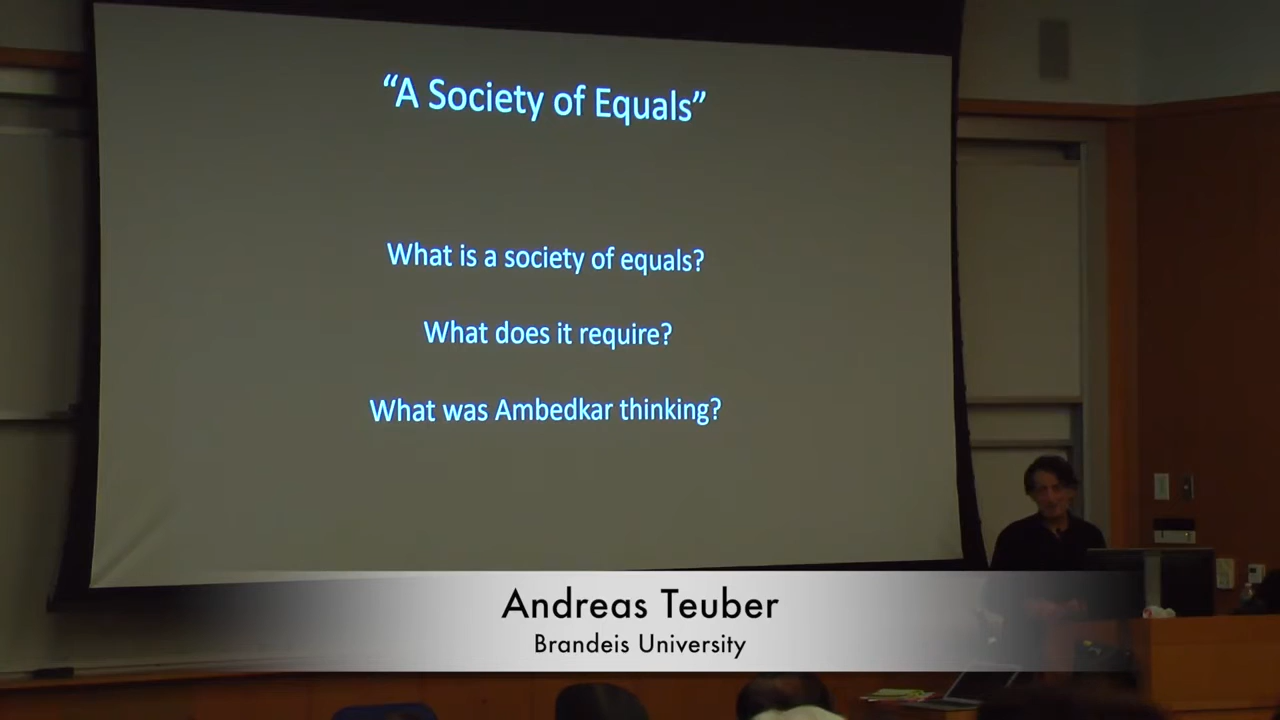 “A Society of Equals”
What is a society of equals?
What does it require?
What was Ambedkar thinking?
Andreas Teuber
Brandeis University